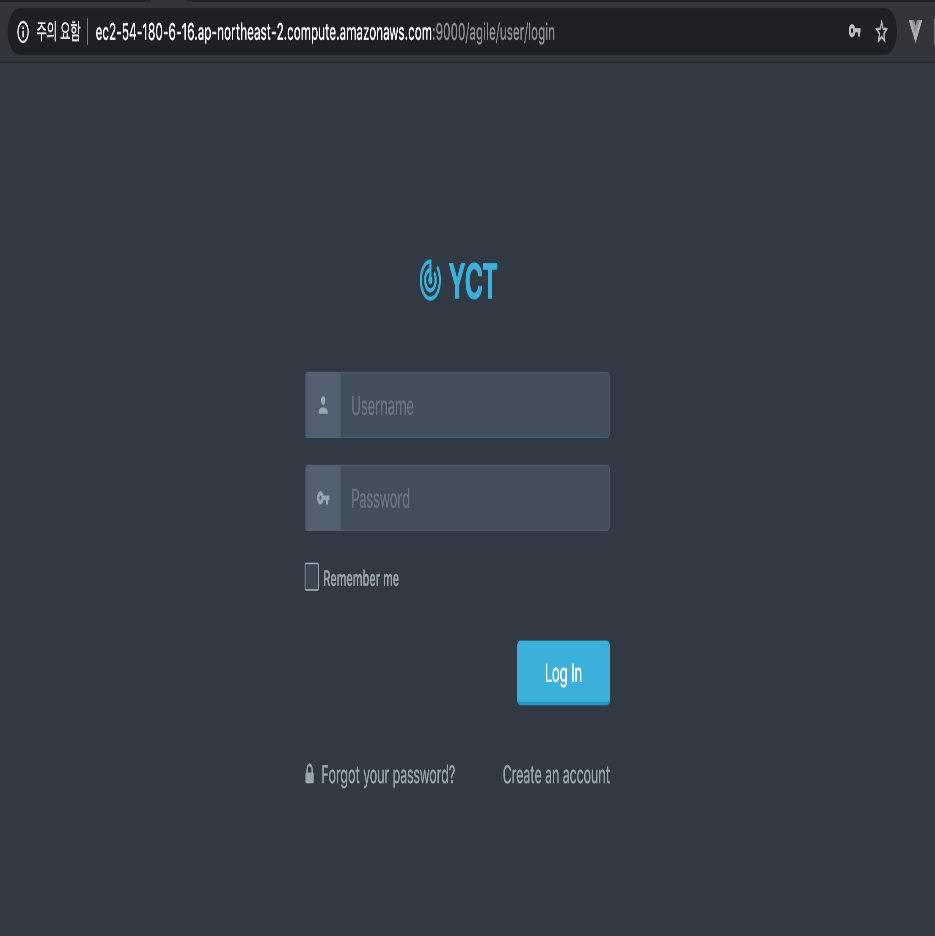 주의 요함 ec2-54-180-6-16.ap-northeast-2.compute.amazonaws.com:9000/agile/user/login
YCT
Username
Password
Remember me
Log In
Forgot your password? Create an account